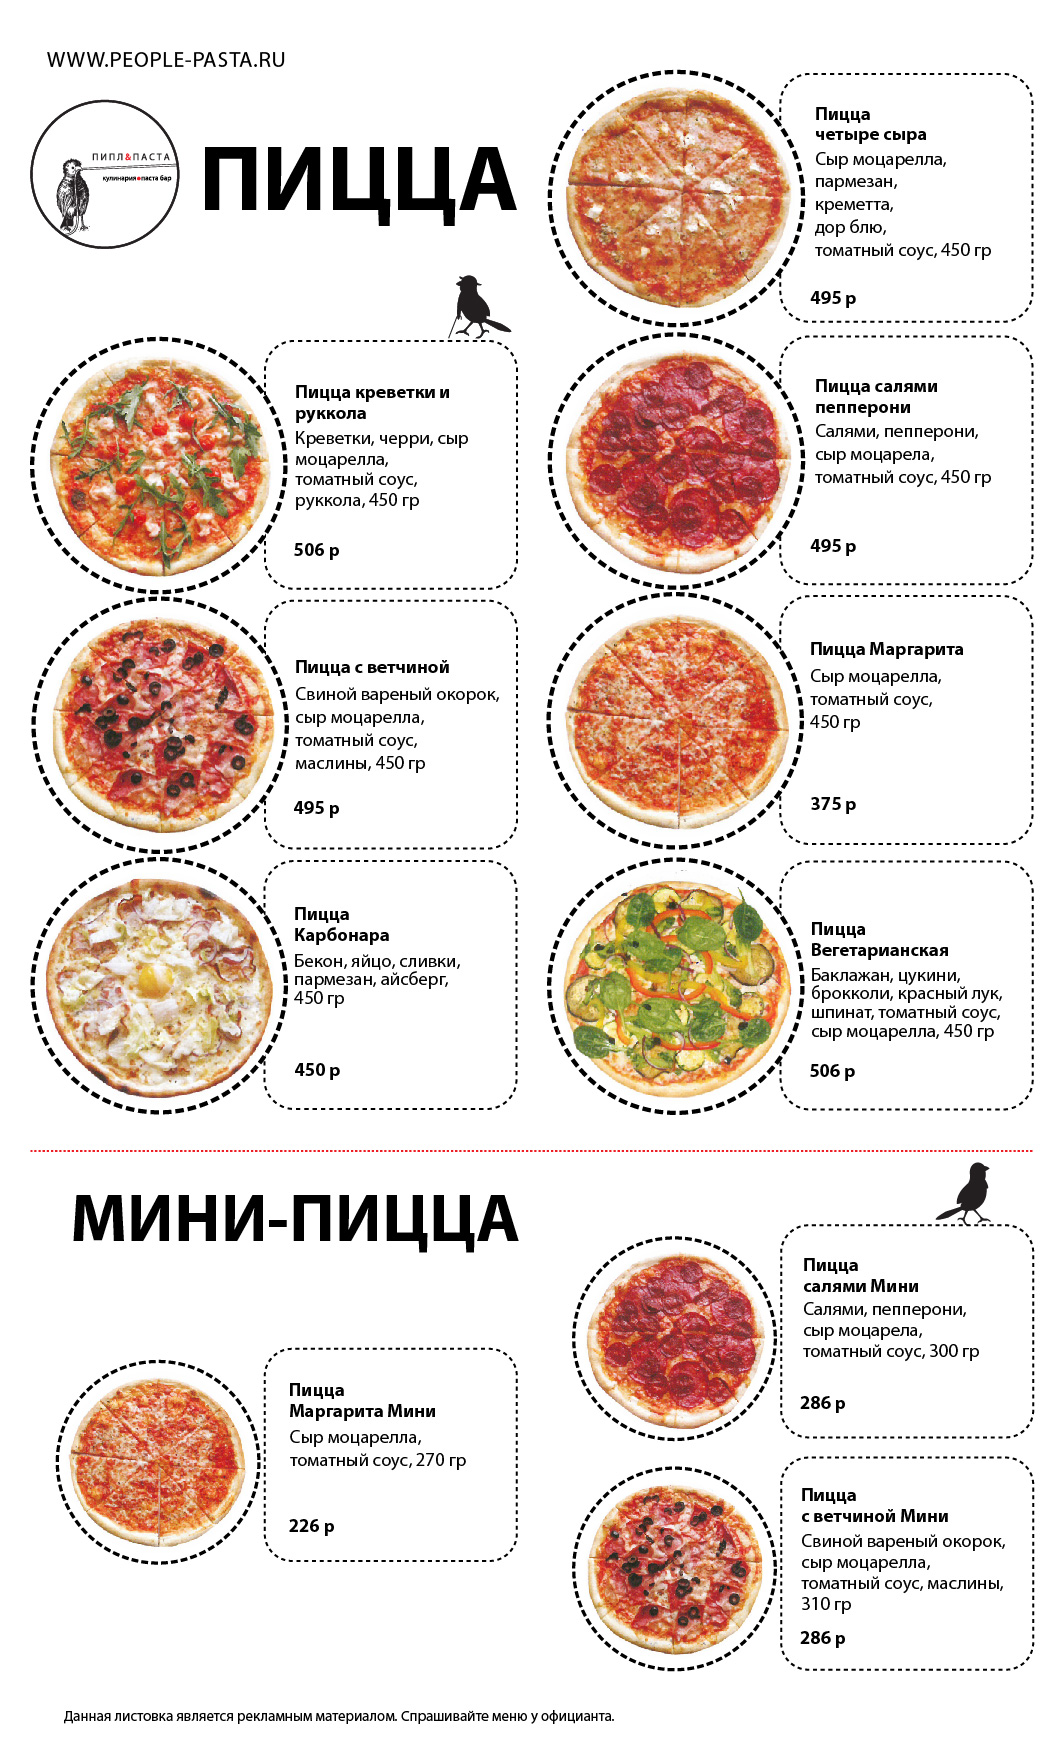 WWW.PEOPLE-PASTA.RU
ПИПЛ&ПАСТА
кулинария•паста бар
ПИЦЦА
Пицца
четыре сыра
Сыр моцарелла,
пармезан,
креметта,
дор блю,
томатный соус, 450 гр
495 р
Пицца креветки и
руккола
Креветки, черри, сыр
моцарелла,
томатный соус,
руккола, 450 гр
506 р
Пицца салями
пепперони
Салями, пепперони,
сыр моцарела,
томатный соус, 450 гр
495 р
Пицца с ветчиной
Свиной вареный окорок,
сыр моцарелла,
томатный соус,
маслины, 450 гр
495 р
Пицца Маргарита
Сыр моцарелла,
томатный соус,
450 гр
375 р
Пицца
Карбонара
Бекон, яйцо, сливки,
пармезан, айсберг,
450 гр
450 р
Пицца
Вегетарианская
Баклажан, цукини,
брокколи, красный лук,
шпинат, томатный соус,
сыр моцарелла, 450 гр
506 р
МИНИ-ПИЦЦА
Пицца
салями Мини
Салями, пепперони,
сыр моцарела,
томатный соус, 300 гр
286 р
Пицца
Маргарита Мини
Сыр моцарелла,
томатный соус, 270 гр
226 р
Пицца
с ветчиной Мини
Свиной вареный окорок,
сыр моцарелла,
томатный соус, маслины,
310 гр
286 р
Данная листовка является рекламным материалом. Спрашивайте меню у официанта.